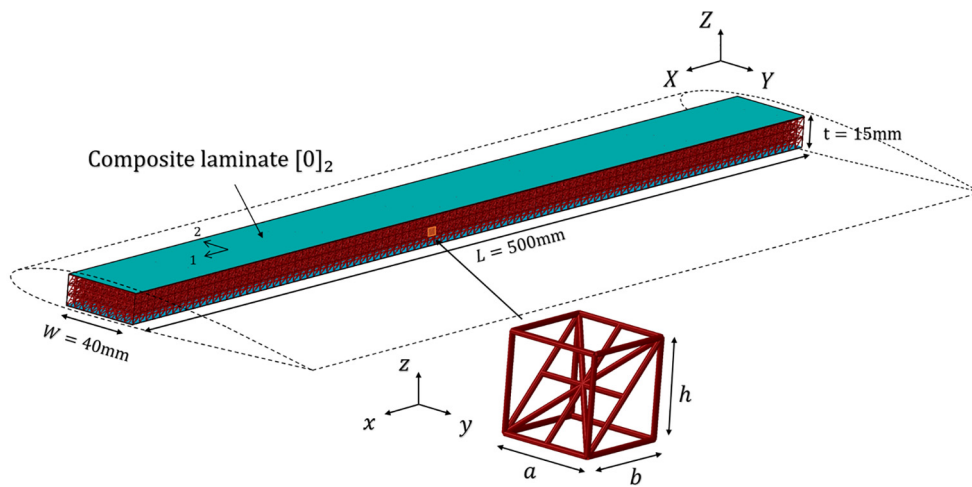 Z
X
Y
t = 15mm
Composite laminate [0]₂
2
1
L = 500mm
W = 40mm
z
x
y
h
a
b